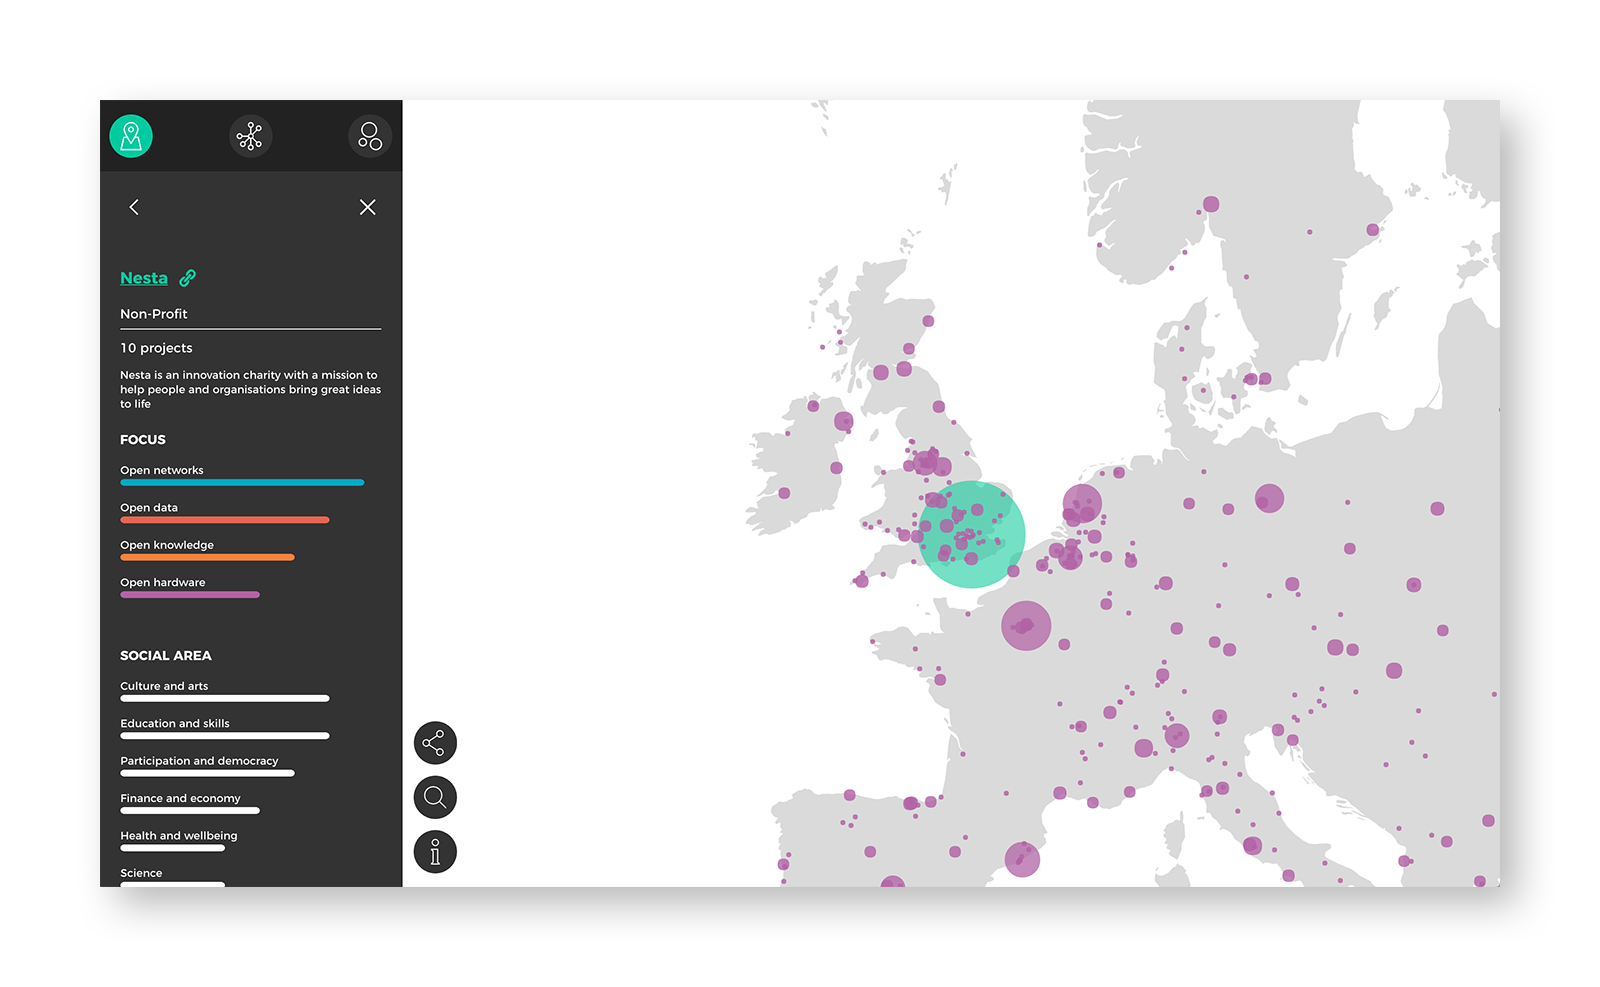 Nesta
Non-Profit
10 projects
Nesta is an innovation charity with a mission to
help people and organisations bring great ideas
to life
FOCUS
Open networks
Open data
Open knowledge
Open hardware
SOCIAL AREA
Culture and arts
Education and skills
Participation and democracy
Finance and economy
Health and wellbeing
Science